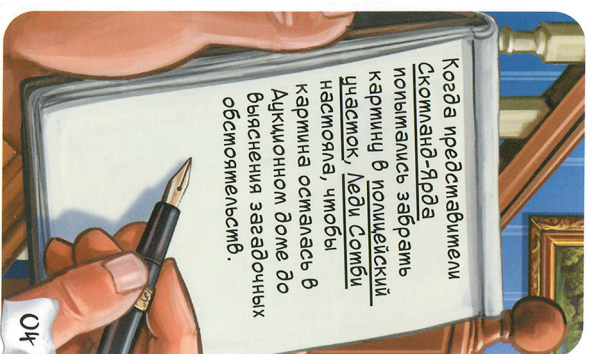 Когда представители
Скотланд-Ярда
попытались забрать
картину в полицейский
участок, Леди Сотби
настояла, чтобы
картина осталась в
Аукционном доме до
выяснения загадочных
обстоятельств.
04